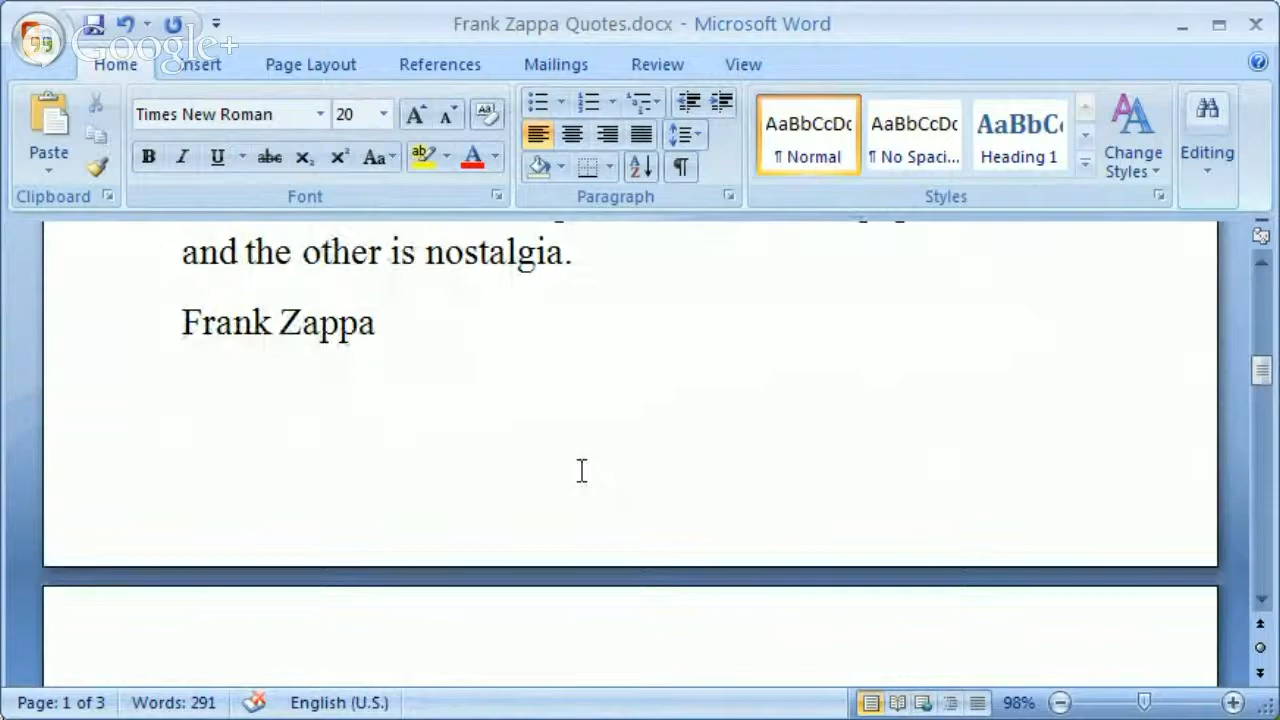 Frank Zappa Quotes.docx - Microsoft Word
Google+
Home Insert Page Layout References Mailings Review View
Paste
Clipboard
Times New Roman 20
B I U abc X₂ X² Aa ab A
Font
Paragraph
AaBbCcDc AaBbCcDc AaBbC
¶ Normal ¶ No Spaci... Heading 1
Change
Styles
Styles
Editing
and the other is nostalgia.
Frank Zappa
Page: 1 of 3 Words: 291 English (U.S.) 98%